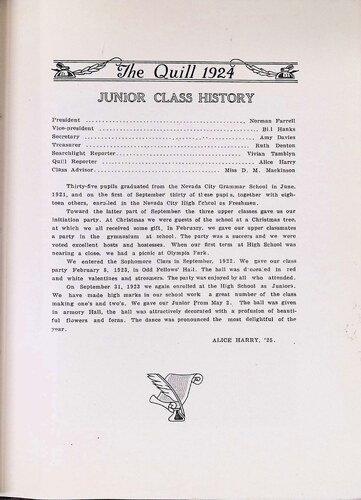 The Quill 1924
JUNIOR CLASS HISTORY
President Norman Farrell
Vice-president Bill Hanks
Secretary Amy Davies
Treasurer Ruth Denton
Searchlight Reporter Vivian Tamblyn
Quill Reporter Alice Harry
Class Advisor Miss D. M. Mackinson
Thirty-five pupils graduated from the Nevada City Grammar School in June,
1921, and on the first of September thirty of these pupils, together with eigh-
teen others, enrolled in the Nevada City High School as Freshmen.
Toward the latter part of September the three upper classes gave us our
initiation party. At Christmas we were guests of the school at a Christmas tree,
at which we all received some gift. In February, we gave our upper classmates
a party in the gymnasium at school. The party was a success and we were
voted excellent hosts and hostesses. When our first term at High School was
nearing a close, we had a picnic at Olympia Park.
We entered the Sophomore Class in September, 1922. We gave our class
party February 8, 1923, in Odd Fellows' Hall. The hall was decorated in red
and white valentines and streamers. The party was enjoyed by all who attended.
On September 31, 1923 we again enrolled at the High School as Juniors.
We have made high marks in our school work a great number of the class
making one's and two's. We gave our Junior Prom May 2. The ball was given
in armory Hall, the hall was attractively decorated with a profusion of beauti-
ful flowers and ferns. The dance was pronounced the most delightful of the
year.
ALICE HARRY, '25.